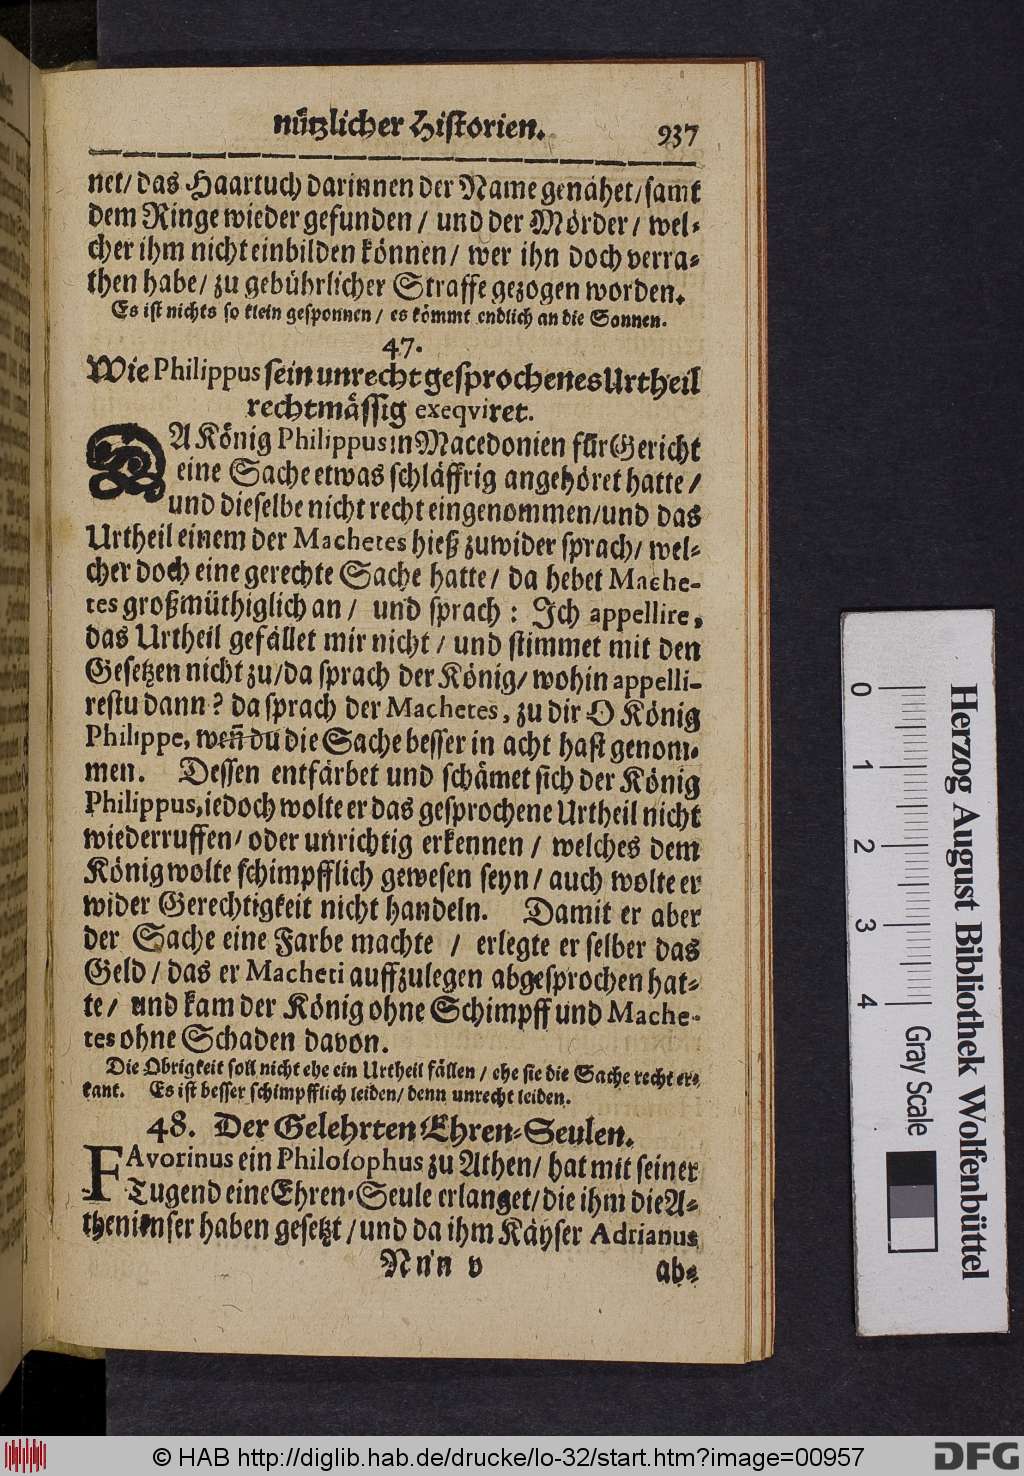 nützlicher Historien. 937
net/ das Haartuch darinnen der Name genähet/ samt
dem Ringe wieder gefunden / und der Mörder / wel-
cher ihm nicht einbilden können/ wer ihn doch verra-
then habe/ zu gebührlicher Straffe gezogen worden.
Es ist nichts so klein gesponnen / es kömmt endlich an die Sonnen.
47.
Wie Philippus sein unrecht gesprochenes Urtheil
rechtmässig exeqviret.
DA König Philippus in Macedonien für Gericht
eine Sache etwas schläffrig angehöret hatte /
und dieselbe nicht recht eingenommen/ und das
Urtheil einem der Machetes hieß zuwider sprach/ wel-
cher doch eine gerechte Sache hatte/ da hebet Mache-
tes großmüthiglich an / und sprach : Ich appellire,
das Urtheil gefället mir nicht / und stimmet mit den
Gesetzen nicht zu/ da sprach der König/ wohin appelli-
restu dann ? da sprach der Machetes, zu dir O König
Philippe, weñ du die Sache besser in acht hast genom-
men. Dessen entfärbet und schämet sich der König
Philippus, iedoch wolte er das gesprochene Urtheil nicht
wiederruffen/ oder unrichtig erkennen / welches dem
König wolte schimpfflich gewesen seyn/ auch wolte er
wider Gerechtigkeit nicht handeln. Damit er aber
der Sache eine Farbe machte / erlegte er selber das
Geld / das er Macheti auffzulegen abgesprochen hat-
te/ und kam der König ohne Schimpff und Mache-
tes ohne Schaden davon.
Die Obrigkeit soll nicht ehe ein Urtheil fällen / ehe sie die Sache recht er-
kant. Es ist besser schimpfflich leiden/ denn unrecht leiden.
48. Der Gelehrten Ehren-Seulen.
FAvorinus ein Philosophus zu Athen/ hat mit seiner
Tugend eine Ehren-Seule erlanget/ die ihm die A-
thenienser haben gesetzt / und da ihm Käyser Adrianus
Nnn v ab-
0 1 2 3 4
Gray Scale
Herzog August Bibliothek Wolfenbüttel
© HAB http://diglib.hab.de/drucke/lo-32/start.htm?image=00957
DFG